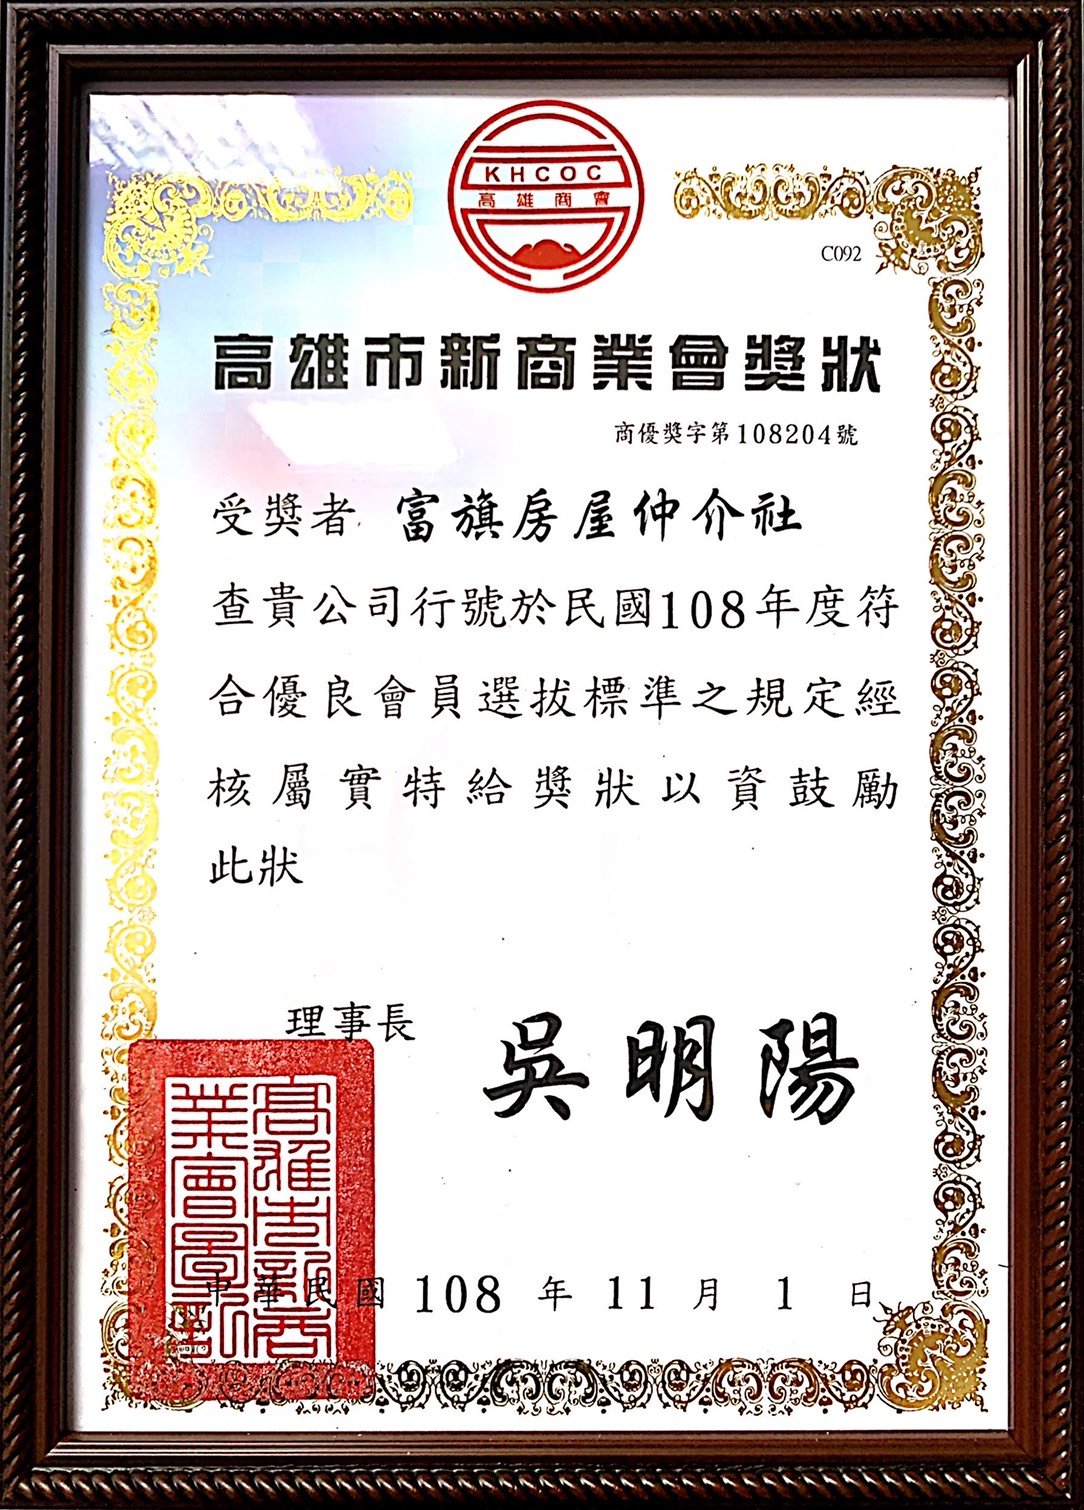 KHCOC
高雄商會
C092
高雄市新商業會獎狀
商優獎字第108204號
受獎者 富旗房屋仲介社
查貴公司行號於民國108年度符
合優良會員選拔標準之規定經
核屬實特給獎狀以資鼓勵
此狀
理事長 吳明陽
高雄市新商
業會圖記
中華民國 108 年 11 月 1 日